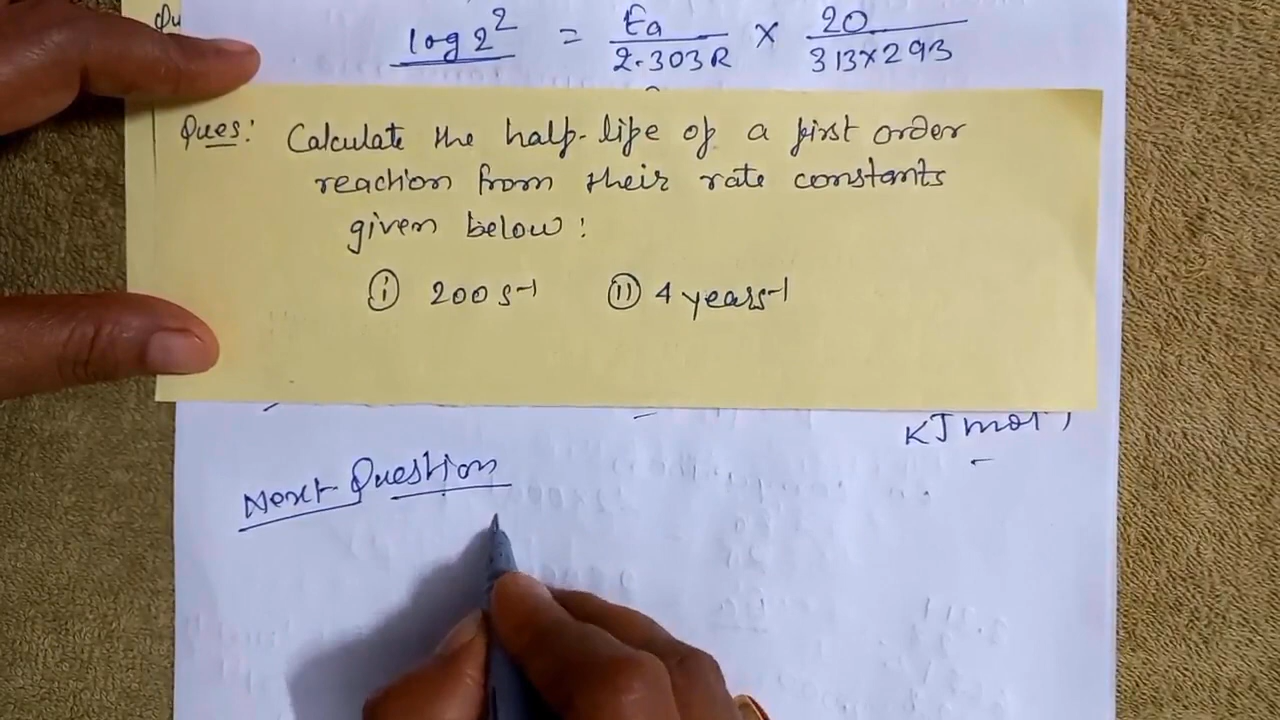 Qu
log 2² = Ea / 2.303R × 20 / 313×293
Ques: Calculate the half-life of a first order
reaction from their rate constants
given below:
(i) 200 s⁻¹ (ii) 4 years⁻¹
KJ mol⁻¹
Next Question